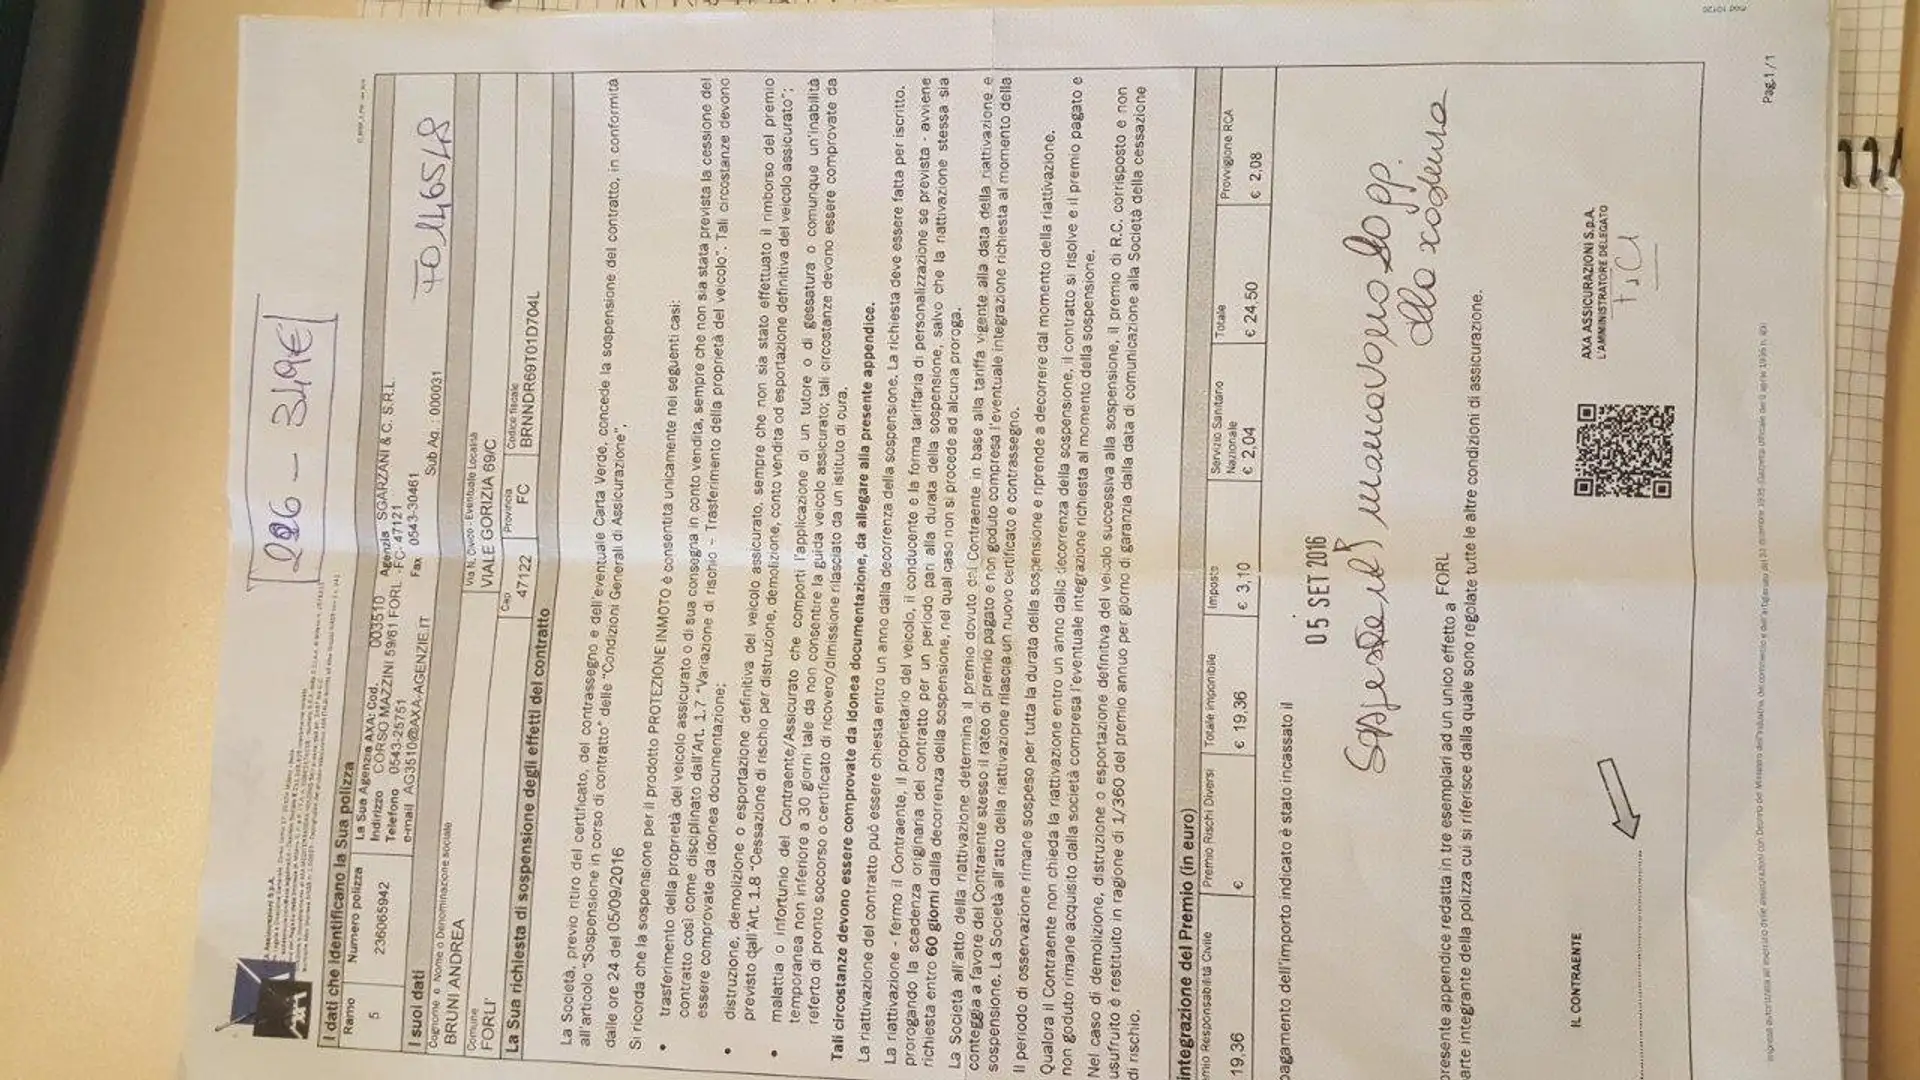 226 - 349€
FO146548
AXA
Assicurazioni S.p.A.
I dati che identificano la Sua polizza
Ramo
5
Numero polizza
236065942
La Sua Agenzia AXA: Cod. 003510 Agenzia SGARZANI & C. S.R.L.
Indirizzo CORSO MAZZINI 59/61 FORLI -FC- 47121
Telefono 0543-25751 Fax 0543-30461
e-mail AG3510@AXA-AGENZIE.IT Sub Ag.: 000031
I suoi dati
Cognome e Nome o Denominazione sociale
BRUNI ANDREA
Via N. Civico - Eventuale Località
VIALE GORIZIA 69/C
Comune
FORLI'
Cap
47122
Provincia
FC
Codice fiscale
BRNNDR69T01D704L
La Sua richiesta di sospensione degli effetti del contratto
La Società, previo ritiro del certificato, del contrassegno e dell'eventuale Carta Verde, concede la sospensione del contratto, in conformità
all'articolo "Sospensione in corso di contratto" delle "Condizioni Generali di Assicurazione",
dalle ore 24 del 05/09/2016
Si ricorda che la sospensione per il prodotto PROTEZIONE INMOTO è consentita unicamente nei seguenti casi:
• trasferimento della proprietà del veicolo assicurato o di sua consegna in conto vendita, sempre che non sia stata prevista la cessione del
contratto così come disciplinato dall'Art. 1.7 "Variazione di rischio – Trasferimento della proprietà del veicolo". Tali circostanze devono
essere comprovate da idonea documentazione;
• distruzione, demolizione o esportazione definitiva del veicolo assicurato, sempre che non sia stato effettuato il rimborso del premio
previsto dall'Art. 1.8 "Cessazione di rischio per distruzione, demolizione, conto vendita od esportazione definitiva del veicolo assicurato";
• malattia o infortunio del Contraente/Assicurato che comporti l'applicazione di un tutore o di gessatura o comunque un'inabilità
temporanea non inferiore a 30 giorni tale da non consentire la guida veicolo assicurato; tali circostanze devono essere comprovate da
referto di pronto soccorso o certificato di ricovero/dimissione rilasciato da un istituto di cura.
Tali circostanze devono essere comprovate da idonea documentazione, da allegare alla presente appendice.
La riattivazione del contratto può essere chiesta entro un anno dalla decorrenza della sospensione. La richiesta deve essere fatta per iscritto.
La riattivazione - fermo il Contraente, il proprietario del veicolo, il conducente e la forma tariffaria di personalizzazione se prevista - avviene
prorogando la scadenza originaria del contratto per un periodo pari alla durata della sospensione, salvo che la riattivazione stessa sia
richiesta entro 60 giorni dalla decorrenza della sospensione, nel qual caso non si procede ad alcuna proroga.
La Società all'atto della riattivazione determina il premio dovuto dal Contraente in base alla tariffa vigente alla data della riattivazione e
conteggia a favore del Contraente stesso il rateo di premio pagato e non goduto compresa l'eventuale integrazione richiesta al momento della
sospensione. La Società all'atto della riattivazione rilascia un nuovo certificato e contrassegno.
Il periodo di osservazione rimane sospeso per tutta la durata della sospensione e riprende a decorrere dal momento della riattivazione.
Qualora il Contraente non chieda la riattivazione entro un anno dalla decorrenza della sospensione, il contratto si risolve e il premio pagato e
non goduto rimane acquisito dalla società compresa l'eventuale integrazione richiesta al momento della sospensione.
Nel caso di demolizione, distruzione o esportazione definitiva del veicolo successiva alla sospensione, il premio di R.C. corrisposto e non
usufruito è restituito in ragione di 1/360 del premio annuo per giorno di garanzia dalla data di comunicazione alla Società della cessazione
di rischio.
integrazione del Premio (in euro)
emio Responsabilità Civile
19,36
Premio Rischi Diversi
€
Totale imponibile
€ 19,36
Imposte
€ 3,10
Servizio Sanitario
Nazionale
€ 2,04
Totale
€ 24,50
Provvigione RCA
€ 2,08
pagamento dell'importo indicato è stato incassato il
05 SET 2016
alla
presente appendice redatta in tre esemplari ad un unico effetto a FORL
arte integrante della polizza cui si riferisce dalla quale sono regolate tutte le altre condizioni di assicurazione.
IL CONTRAENTE
AXA ASSICURAZIONI S.p.A.
L'AMMINISTRATORE DELEGATO
Pag.1/1